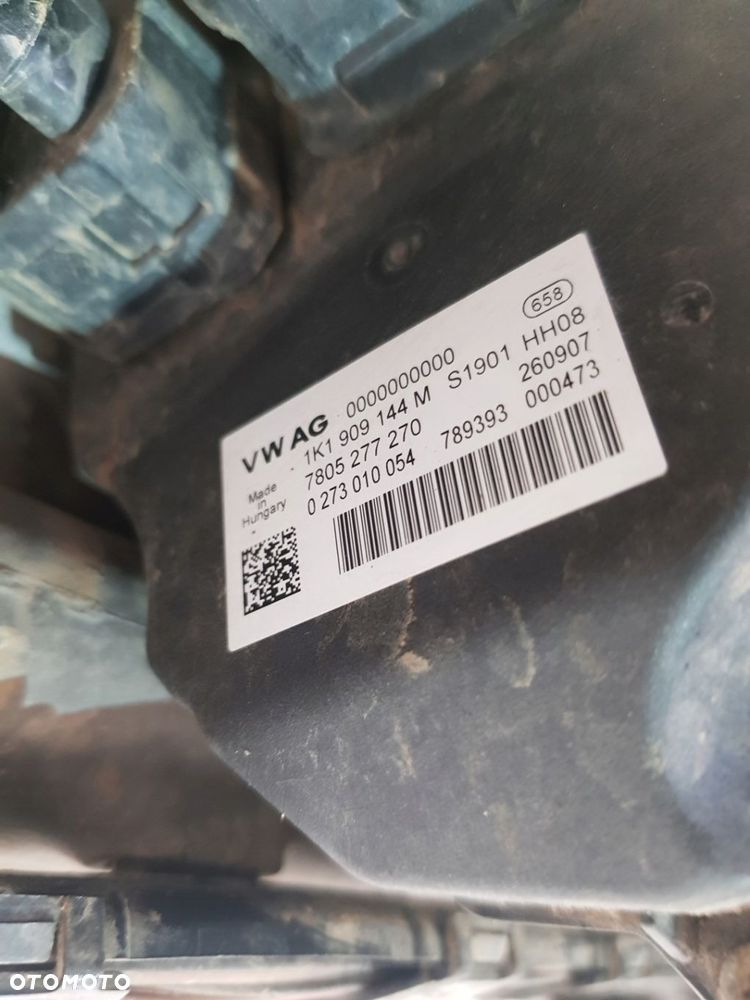 658
VW AG 0000000000
1K1 909 144 M S1901 HH08
7805 277 270 260907
0 273 010 054 789393 000473
Made
in
Hungary
OTOMOTO